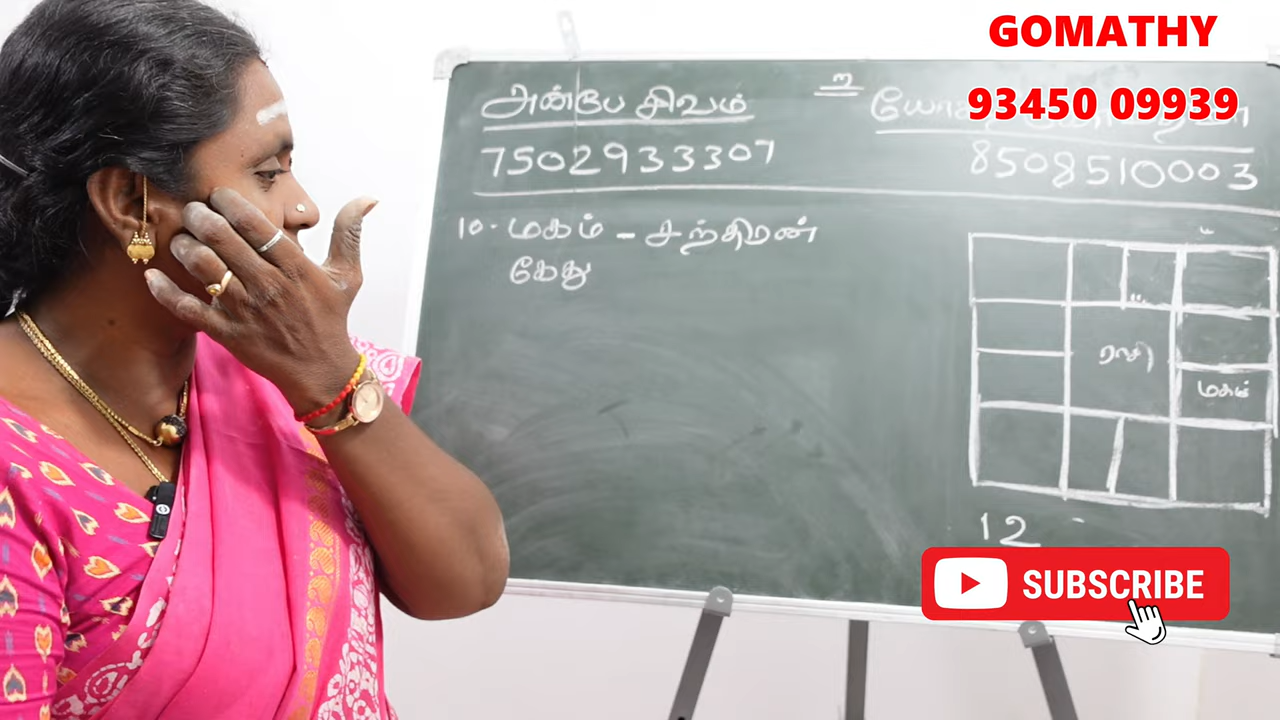 GOMATHY
93450 09939
உ
அன்பே சிவம்
7502933307
8508510003
10. மகம் - சந்திரன்
கேது
ராசி
மகம்
12
SUBSCRIBE